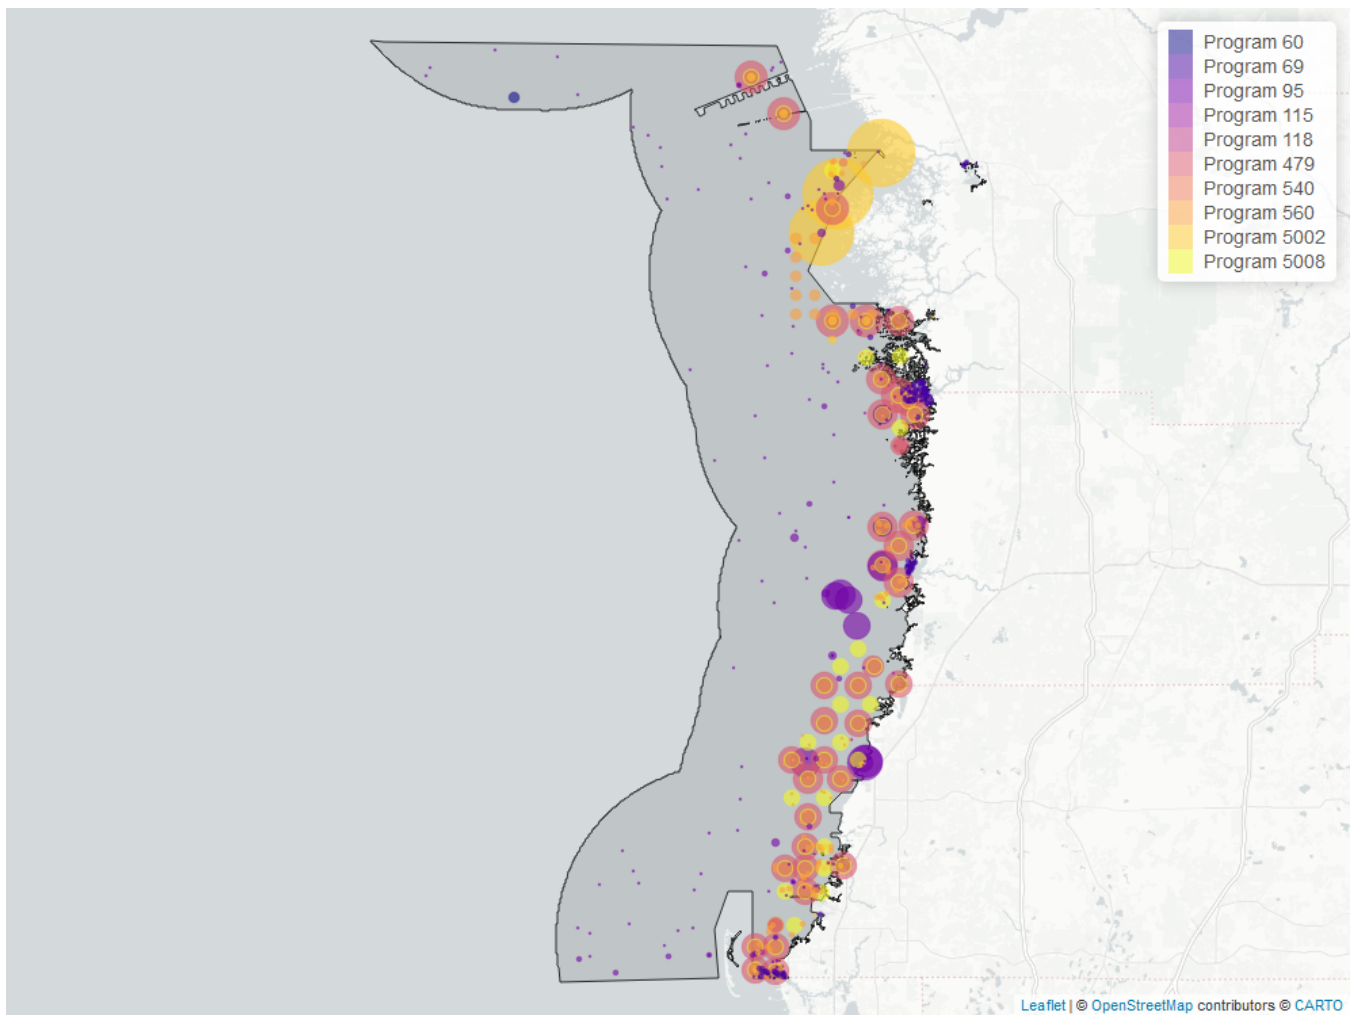 Program 60
Program 69
Program 95
Program 115
Program 118
Program 479
Program 540
Program 560
Program 5002
Program 5008
Leaflet | © OpenStreetMap contributors © CARTO